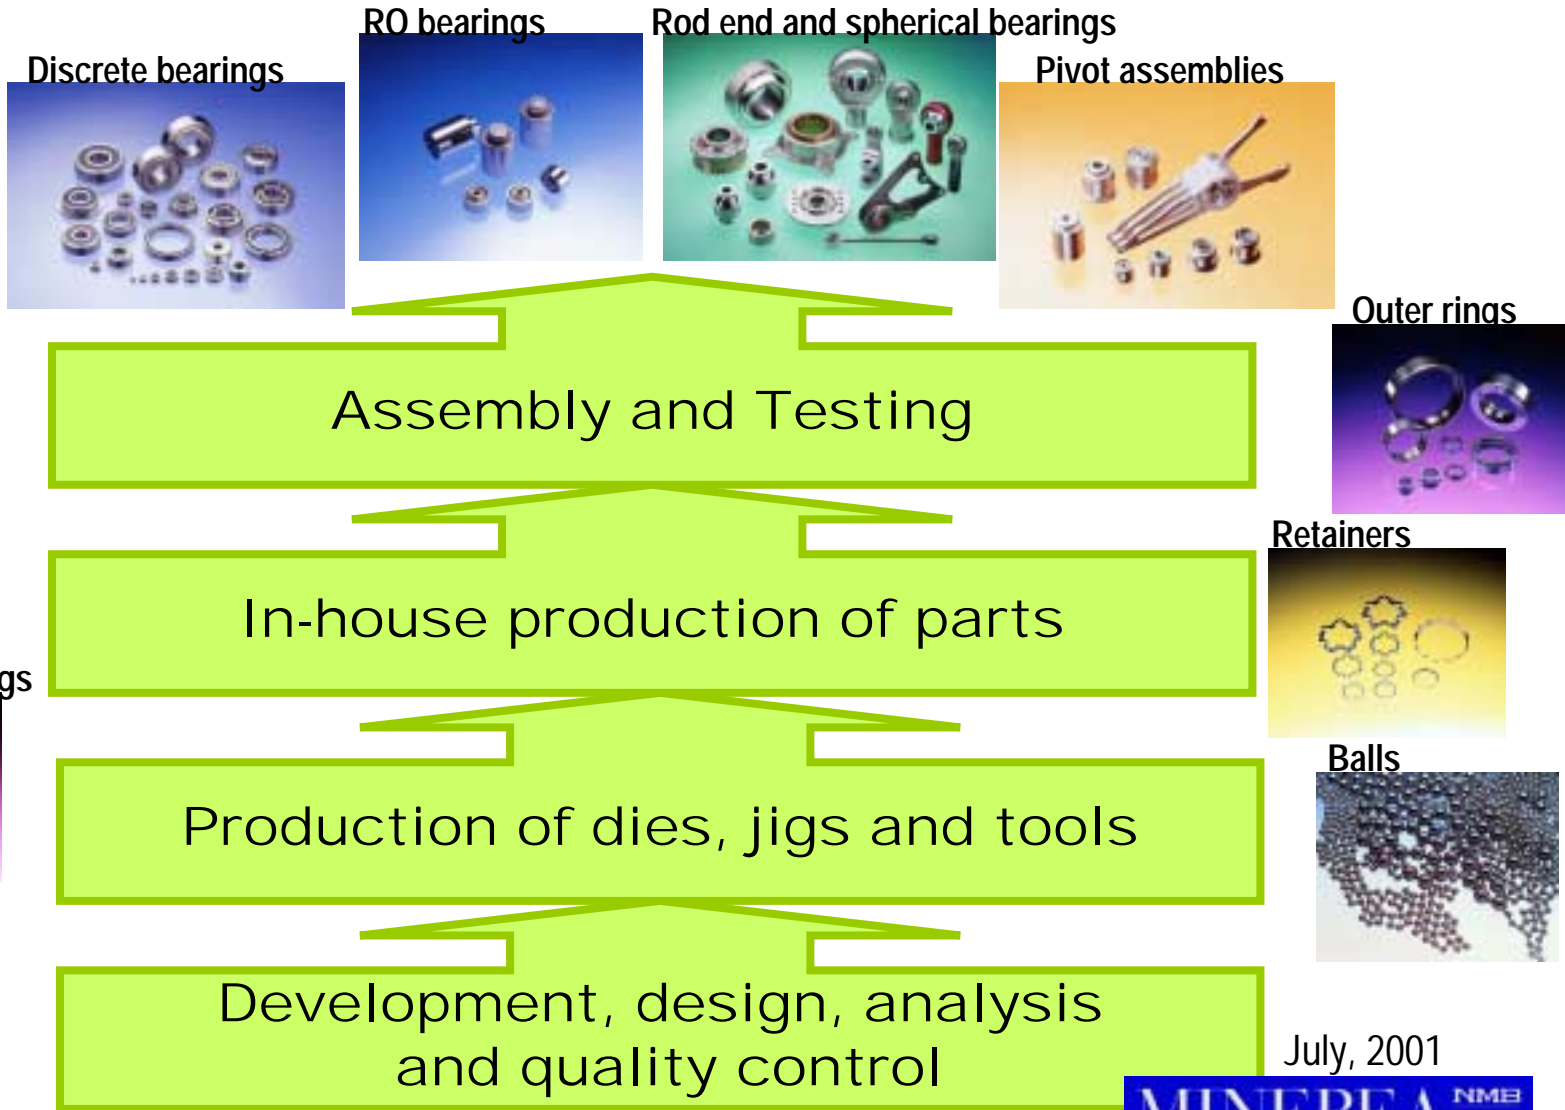 RO bearings
Rod end and spherical bearings
Discrete bearings
Pivot assemblies
Outer rings
Assembly and Testing
Retainers
In-house production of parts
gs
Balls
Production of dies, jigs and tools
Development, design, analysis
and quality control
July, 2001
MINEBEA NMB